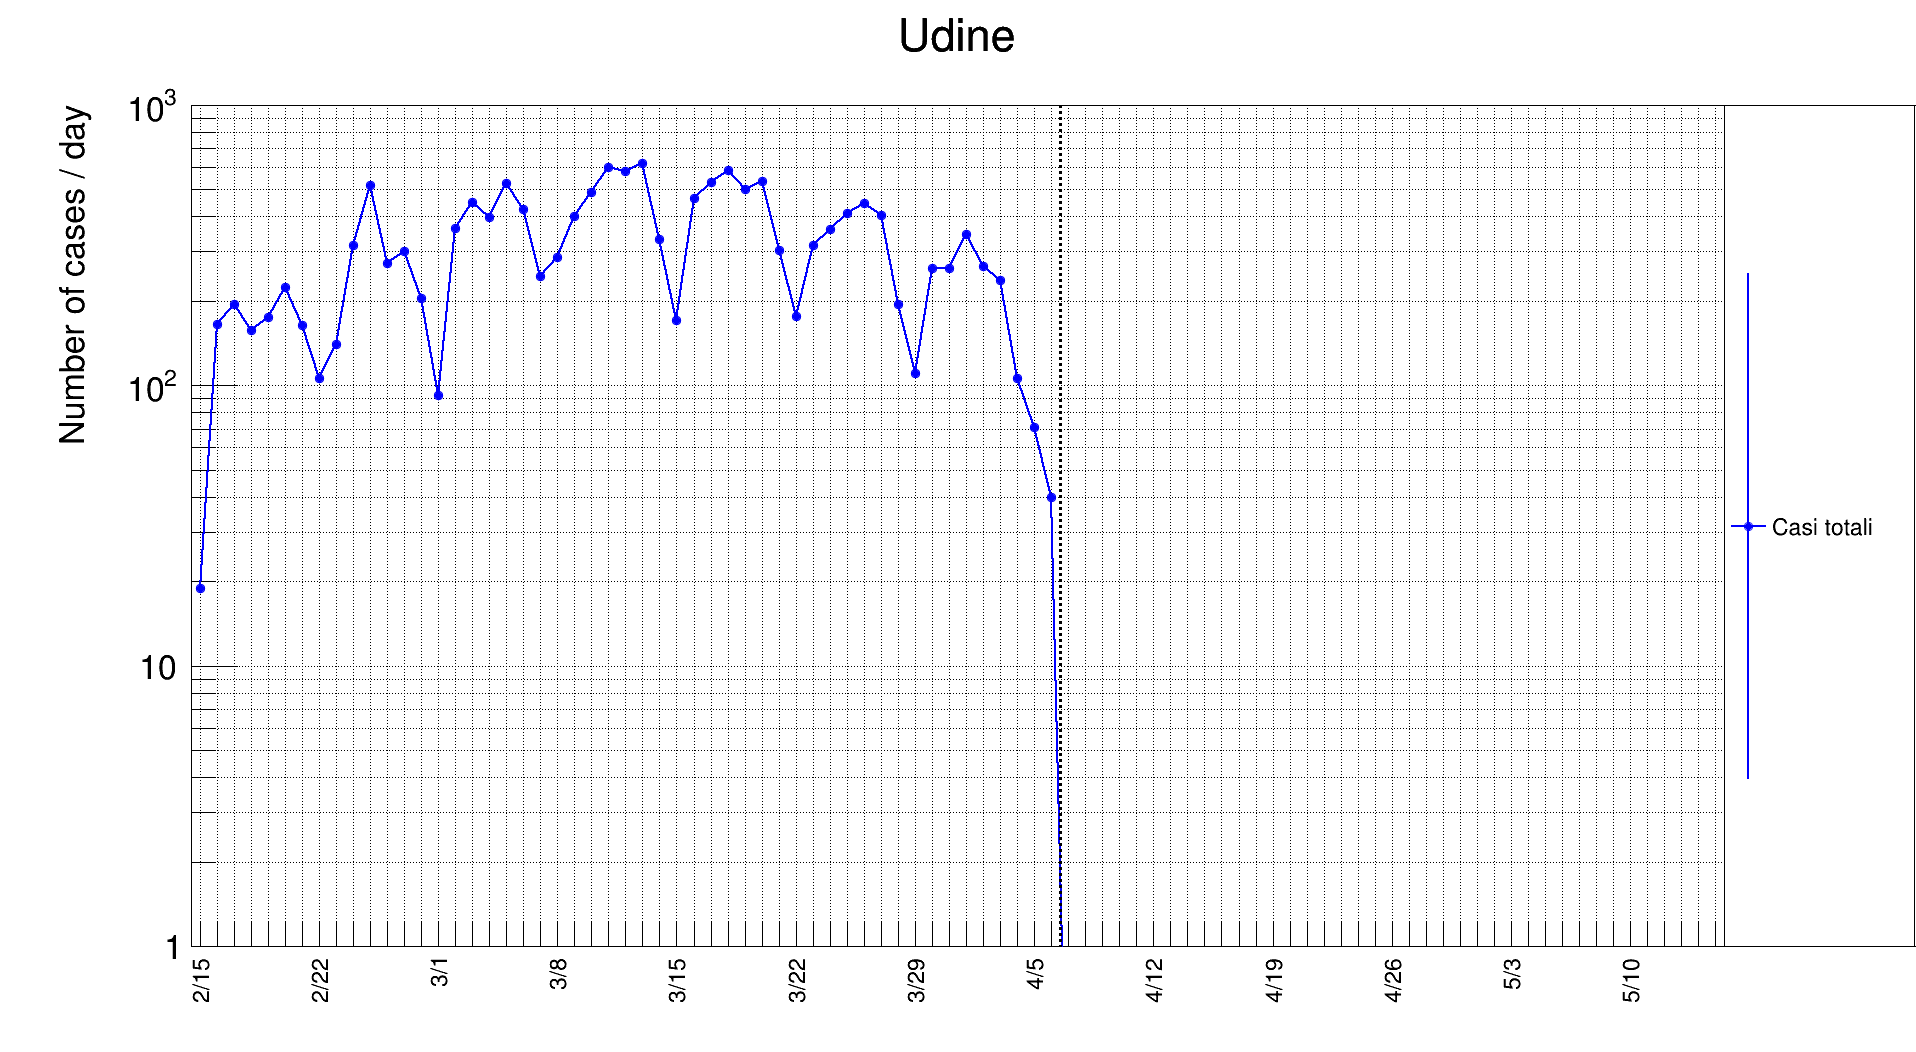 Udine
Number of cases / day
10³
10²
10
1
2/15 2/22 3/1 3/8 3/15 3/22 3/29 4/5 4/12 4/19 4/26 5/3 5/10
Casi totali